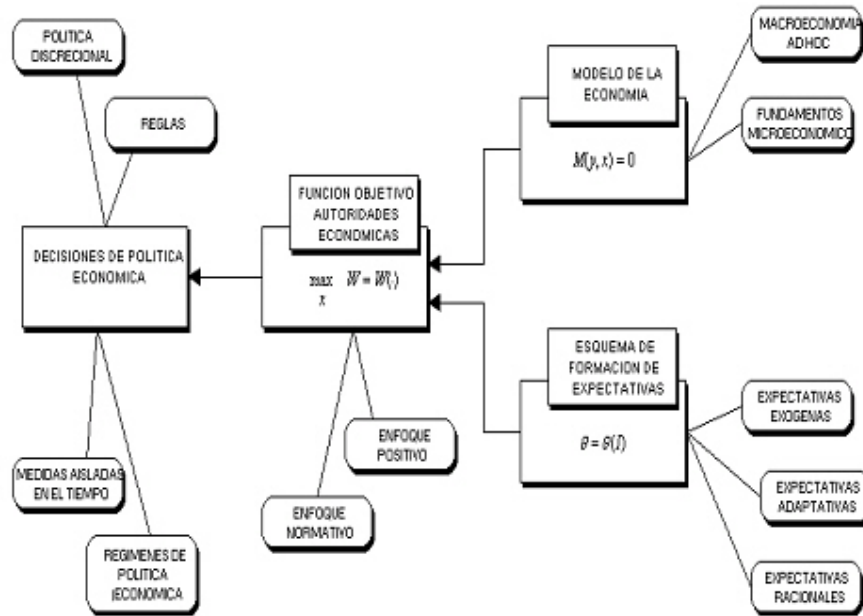 POLITICA
DISCRECIONAL
REGLAS
DECISIONES DE POLITICA
ECONOMICA
MEDIDAS AISLADAS
EN EL TIEMPO
REGIMENES DE
POLITICA
ECONOMICA
FUNCION OBJETIVO
AUTORIDADES
ECONOMICAS
max W = W(·)
x
ENFOQUE
POSITIVO
ENFOQUE
NORMATIVO
MODELO DE LA
ECONOMIA
M(y, x) = 0
MACROECONOMIA
AD HOC
FUNDAMENTOS
MICROECONOMICO
ESQUEMA DE
FORMACION DE
EXPECTATIVAS
θ = θ(I)
EXPECTATIVAS
EXOGENAS
EXPECTATIVAS
ADAPTATIVAS
EXPECTATIVAS
RACIONALES